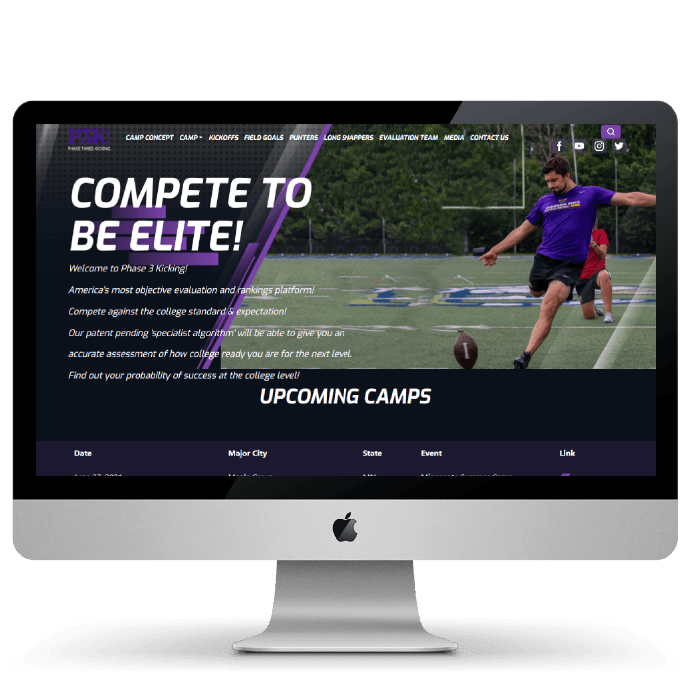 P3K
PHASE THREE KICKING
CAMP CONCEPT CAMP KICKOFFS FIELD GOALS PUNTERS LONG SNAPPERS EVALUATION TEAM MEDIA CONTACT US
COMPETE TO
BE ELITE!
Welcome to Phase 3 Kicking!
America's most objective evaluation and rankings platform!
Compete against the college standard & expectation!
Our patent pending 'specialist algorithm' will be able to give you an
accurate assessment of how college ready you are for the next level.
Find out your probability of success at the college level!
UPCOMING CAMPS
Date Major City State Event Link